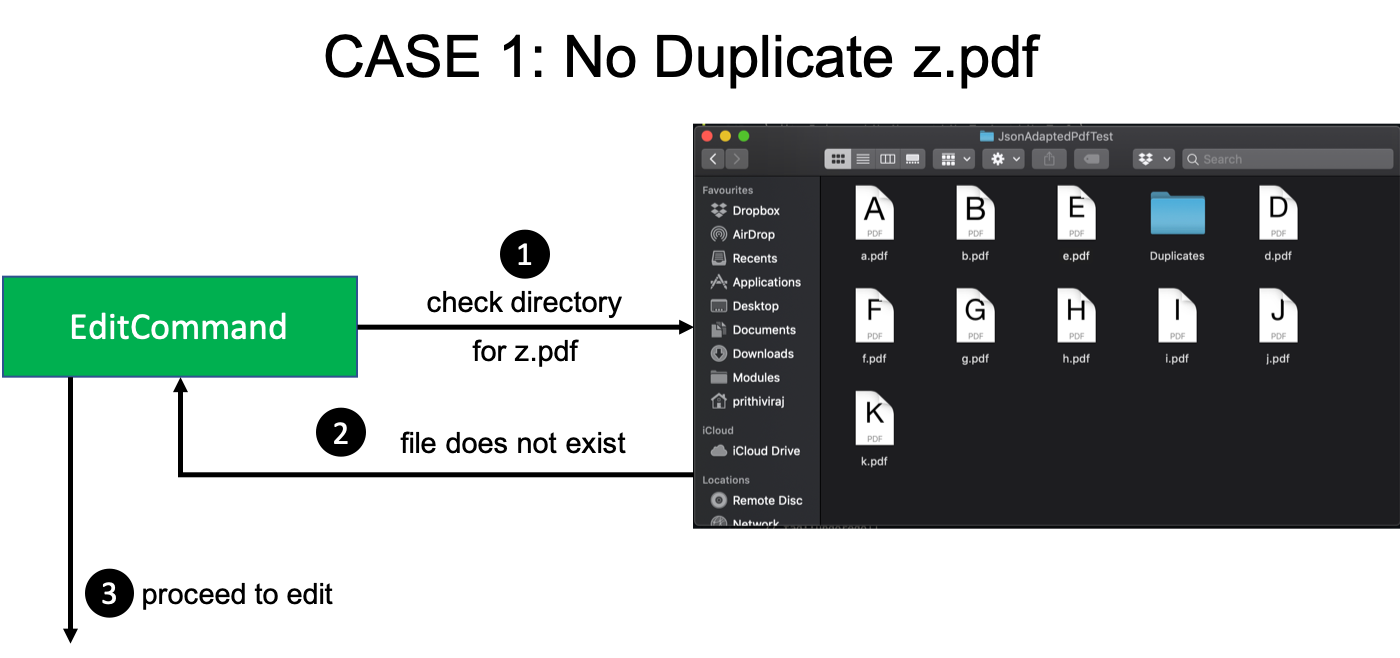 CASE 1: No Duplicate z.pdf
JsonAdaptedPdfTest
Search
Favourites
Dropbox
AirDrop
Recents
Applications
Desktop
Documents
Downloads
Modules
prithiviraj
iCloud
iCloud Drive
Locations
Remote Disc
Network
A
PDF
a.pdf
B
PDF
b.pdf
E
PDF
e.pdf
Duplicates
D
PDF
d.pdf
F
PDF
f.pdf
G
PDF
g.pdf
H
PDF
h.pdf
I
PDF
i.pdf
J
PDF
j.pdf
K
PDF
k.pdf
EditCommand
1
check directory
for z.pdf
2
file does not exist
3 proceed to edit